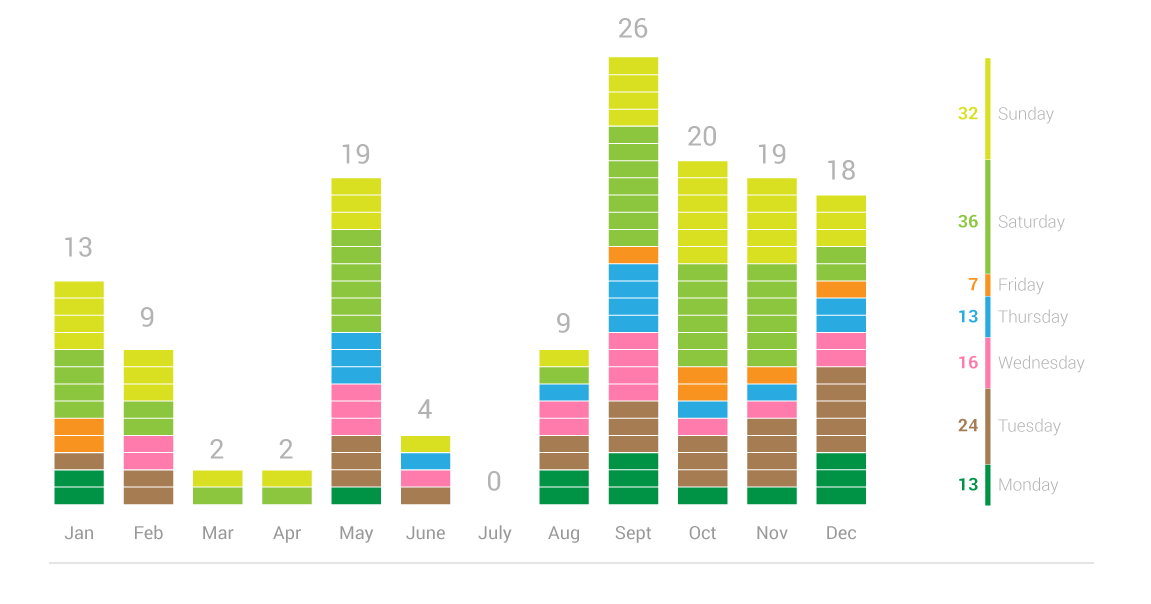 26
20
19
19
18
13
9
9
4
2
2
0
Jan Feb Mar Apr May June July Aug Sept Oct Nov Dec
32 Sunday
36 Saturday
7 Friday
13 Thursday
16 Wednesday
24 Tuesday
13 Monday